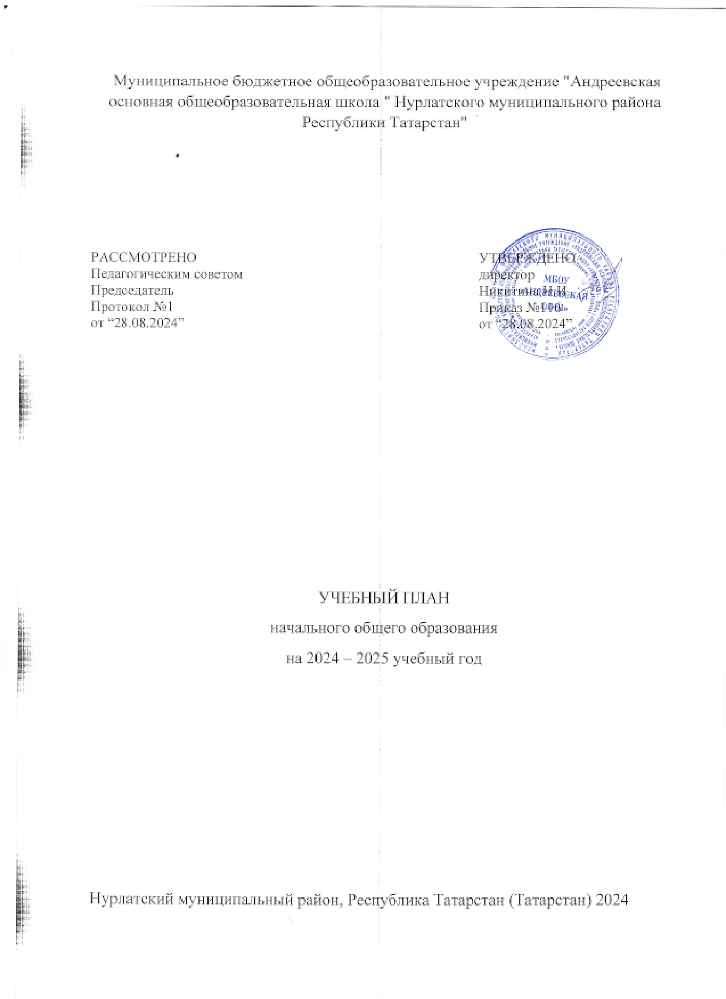 Муниципальное бюджетное общеобразовательное учреждение "Андреевская
основная общеобразовательная школа " Нурлатского муниципального района
Республики Татарстан"
РАССМОТРЕНО
Педагогическим советом
Председатель
Протокол №1
от “28.08.2024”
УТВЕРЖДЕНО
директор
Никитина Н.И.
Приказ
от “28.08.2024”
МБОУ
УЧЕБНЫЙ ПЛАН
начального общего образования
на 2024 – 2025 учебный год
Нурлатский муниципальный район, Республика Татарстан (Татарстан) 2024